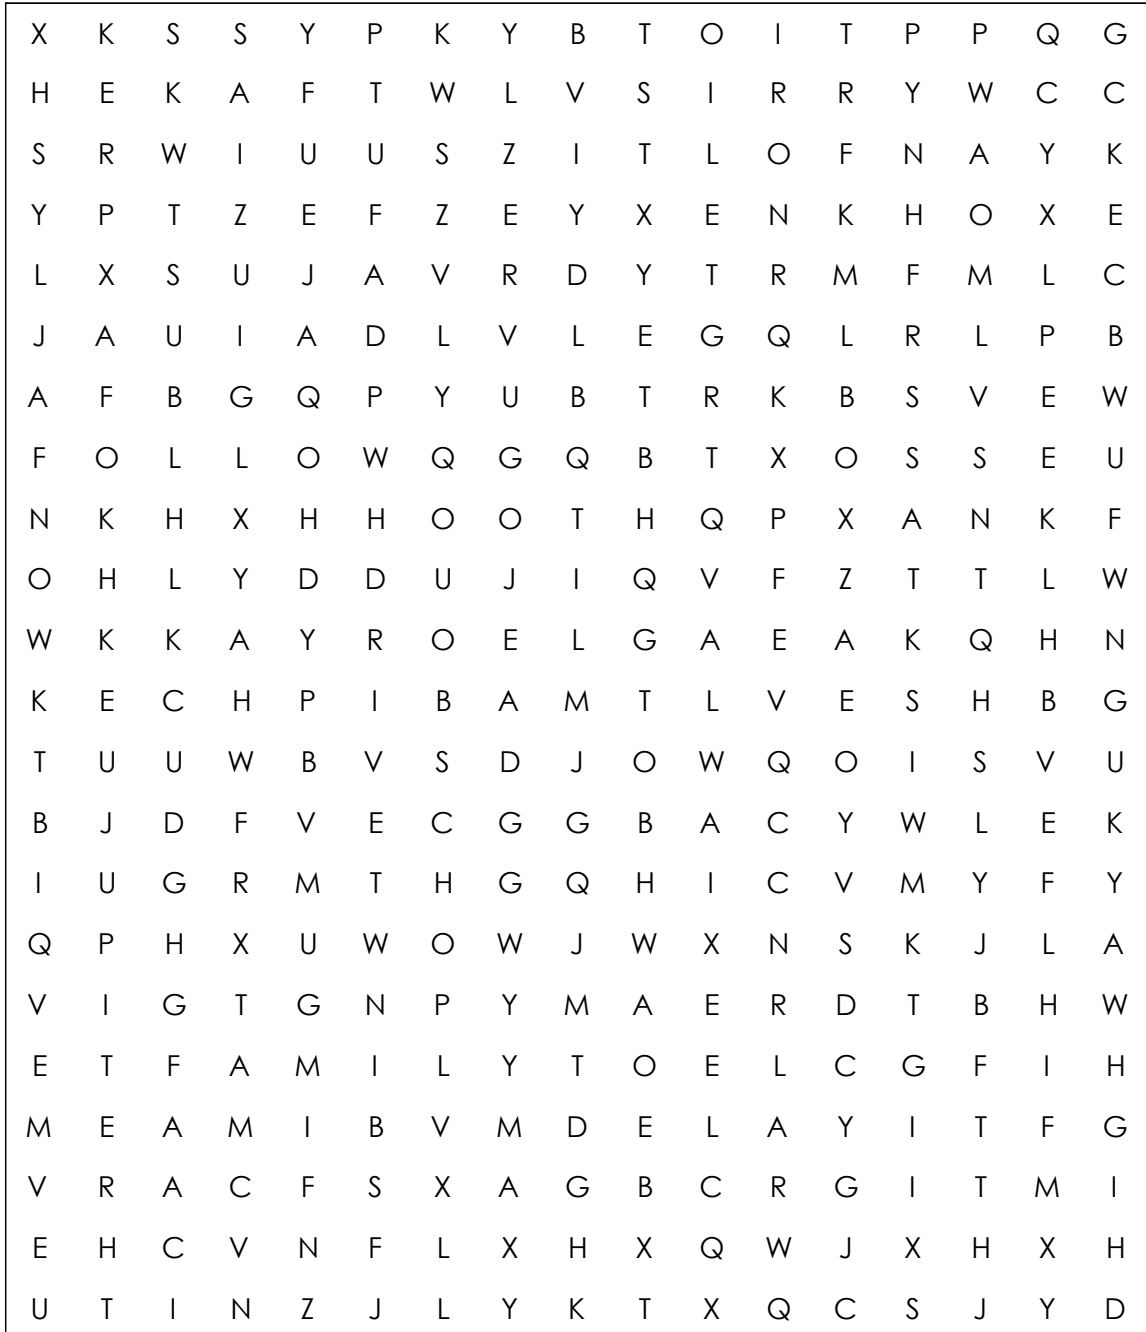 X K S S Y P K Y B T O I T P P Q G
H E K A F T W L V S I R R Y W C C
S R W I U U S Z I T L O F N A Y K
Y P T Z E F Z E Y X E N K H O X E
L X S U J A V R D Y T R M F M L C
J A U I A D L V L E G Q L R L P B
A F B G Q P Y U B T R K B S V E W
F O L L O W Q G Q B T X O S S E U
N K H X H H O O T H Q P X A N K F
O H L Y D D U J I Q V F Z T T L W
W K K A Y R O E L G A E A K Q H N
K E C H P I B A M T L V E S H B G
T U U W B V S D J O W Q O I S V U
B J D F V E C G G B A C Y W L E K
I U G R M T H G Q H I C V M Y F Y
Q P H X U W O W J W X N S K J L A
V I G T G N P Y M A E R D T B H W
E T F A M I L Y T O E L C G F I H
M E A M I B V M D E L A Y I T F G
V R A C F S X A G B C R G I T M I
E H C V N F L X H X Q W J X H X H
U T I N Z J L Y K T X Q C S J Y D